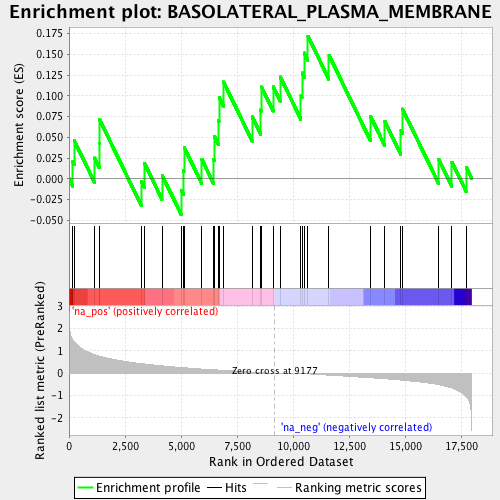 Enrichment plot: BASOLATERAL_PLASMA_MEMBRANE
Enrichment score (ES)
0.175
0.150
0.125
0.100
0.075
0.050
0.025
0.000
-0.025
-0.050
'na_pos' (positively correlated)
Ranked list metric (PreRanked)
3
2
1
0
-1
-2
Zero cross at 9177
'na_neg' (negatively correlated)
0 2,500 5,000 7,500 10,000 12,500 15,000 17,500
Rank in Ordered Dataset
Enrichment profile Hits Ranking metric scores